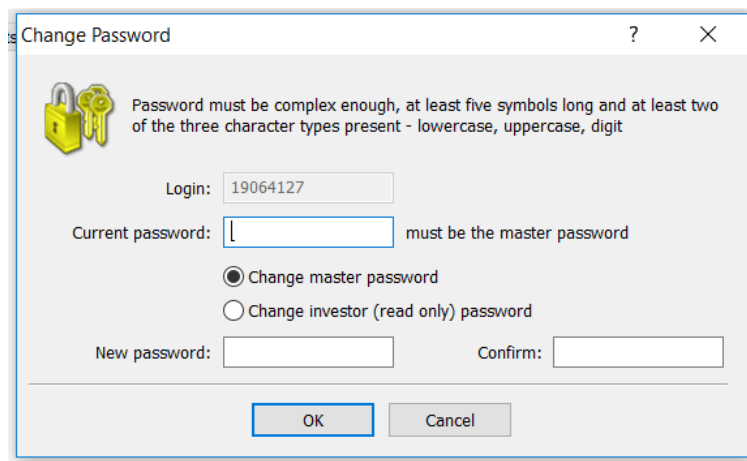 ts
Change Password ?
Password must be complex enough, at least five symbols long and at least two
of the three character types present - lowercase, uppercase, digit
Login: 19064127
Current password: must be the master password
Change master password
Change investor (read only) password
New password: Confirm:
OK Cancel